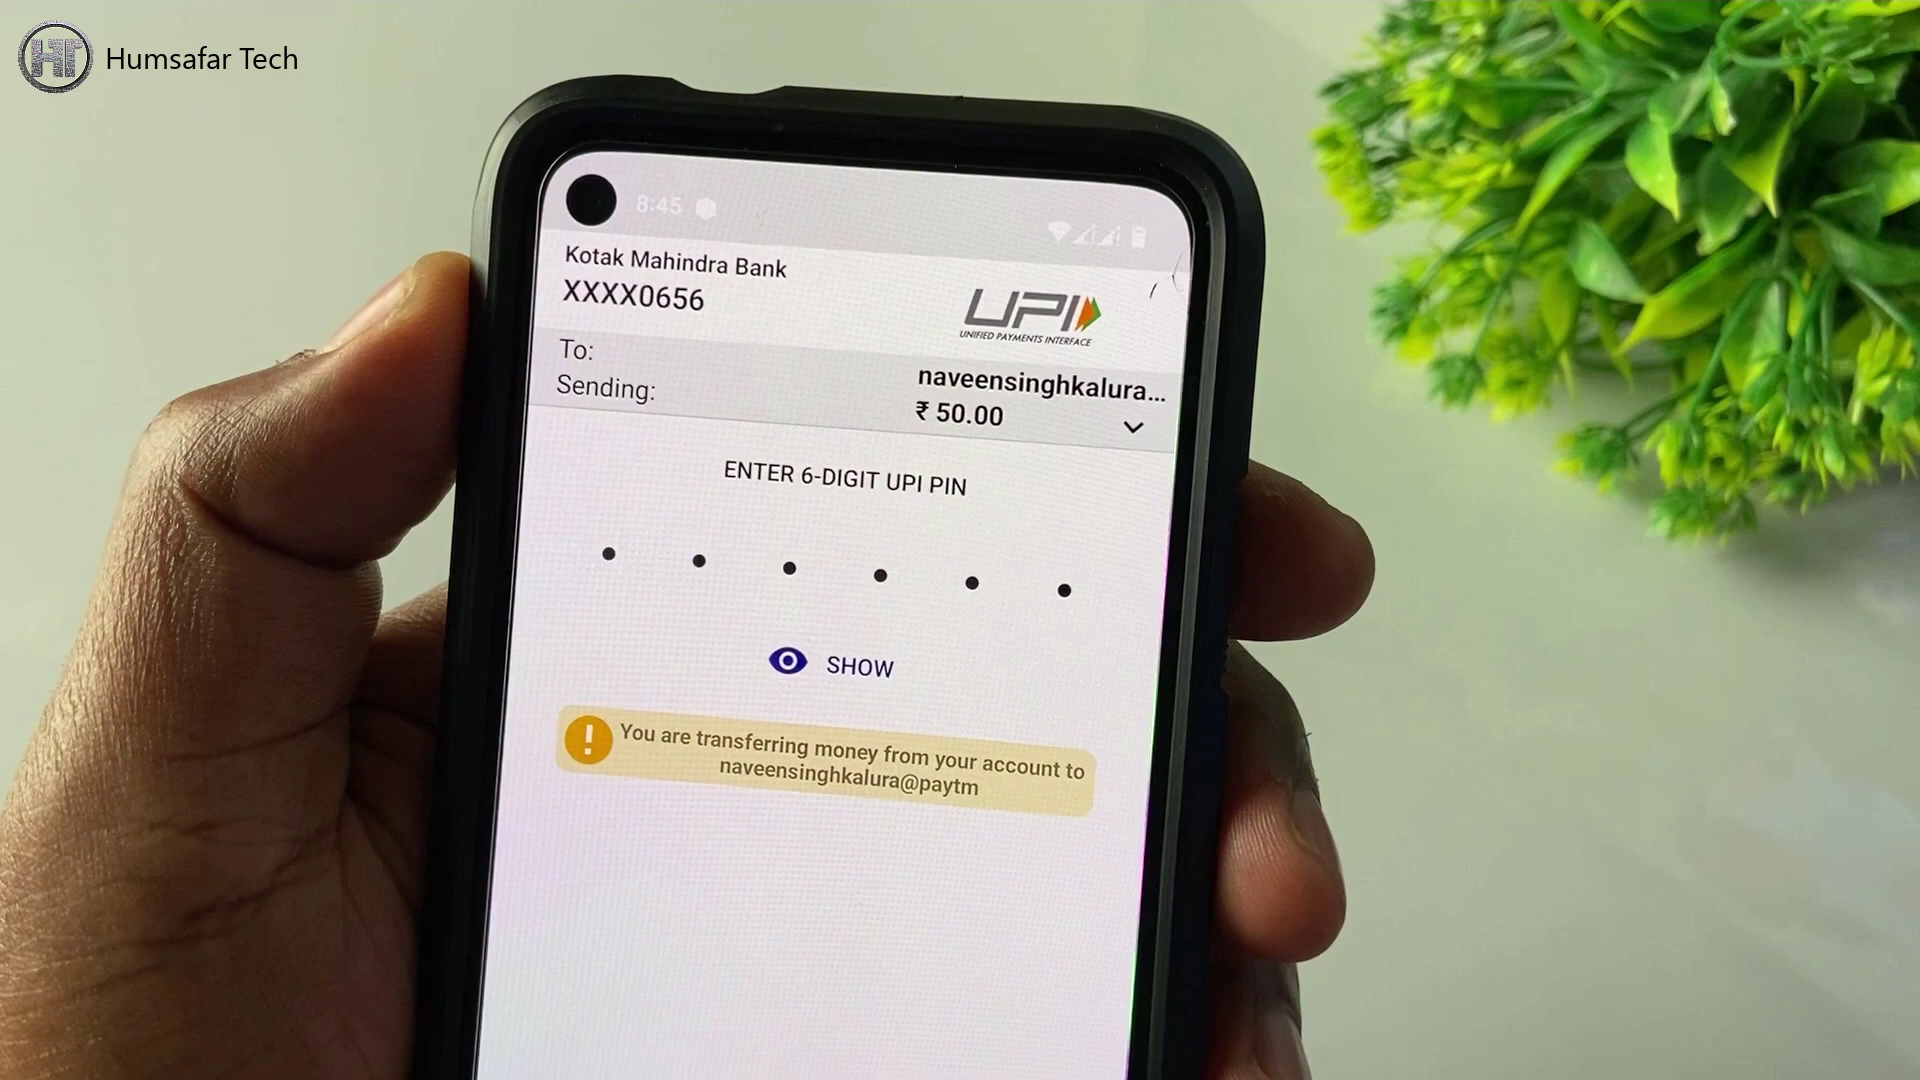 HT Humsafar Tech
8:45
Kotak Mahindra Bank
XXXX0656
UPI
UNIFIED PAYMENTS INTERFACE
To: naveensinghkalura...
Sending: ₹ 50.00
ENTER 6-DIGIT UPI PIN
SHOW
You are transferring money from your account to
naveensinghkalura@paytm